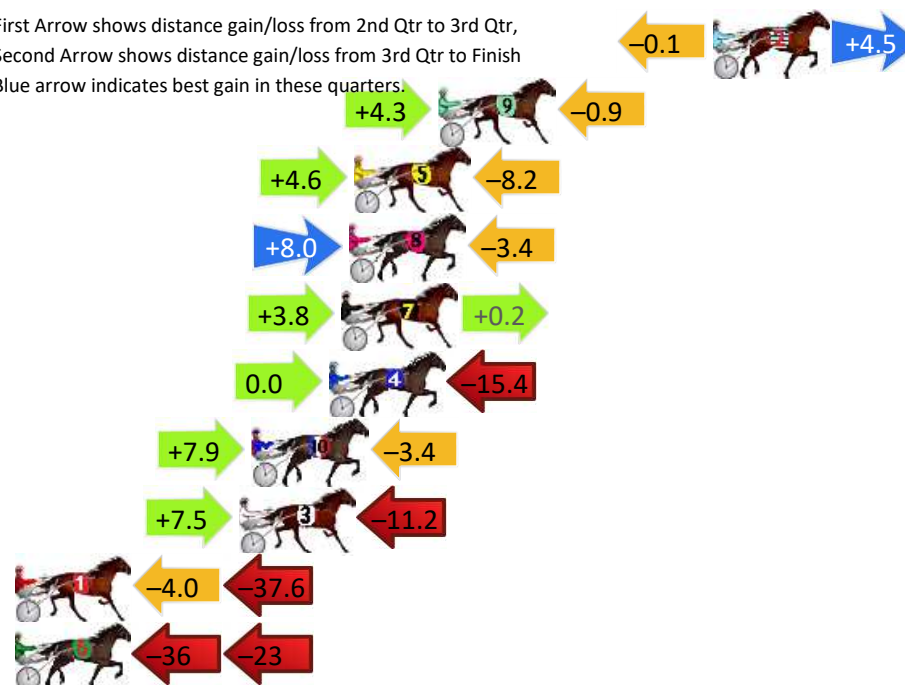 First Arrow shows distance gain/loss from 2nd Qtr to 3rd Qtr,
Second Arrow shows distance gain/loss from 3rd Qtr to Finish
Blue arrow indicates best gain in these quarters.
–0.1 2 +4.5
+4.3 9 –0.9
+4.6 5 –8.2
+8.0 8 –3.4
+3.8 7 +0.2
0.0 4 –15.4
+7.9 10 –3.4
+7.5 3 –11.2
1 –4.0 –37.6
–36 –23